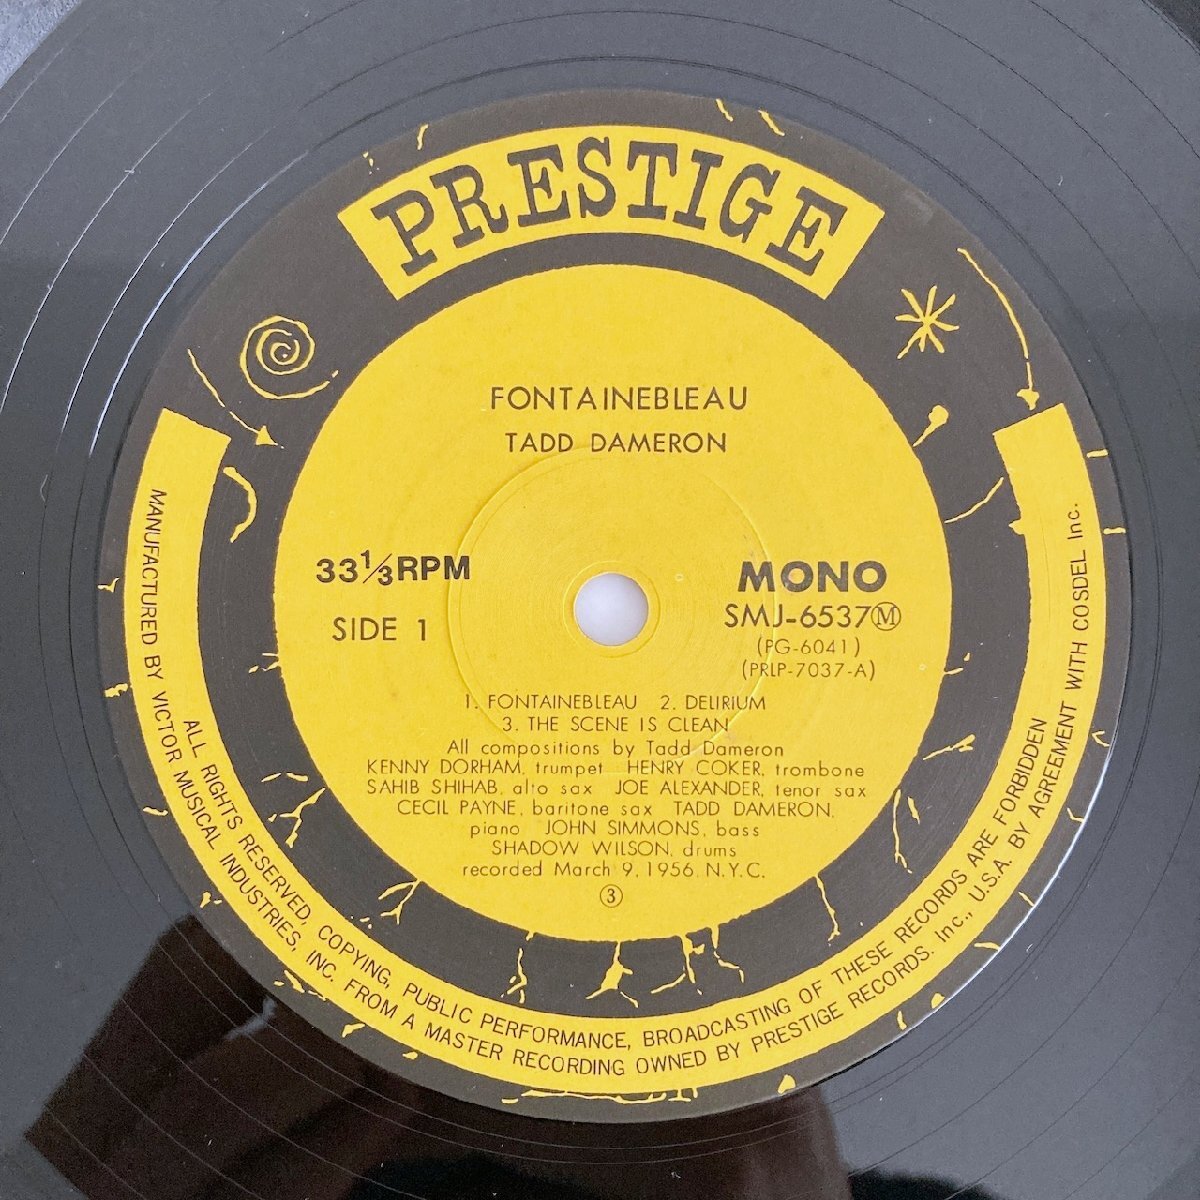 PRESTIGE
FONTAINEBLEAU
TADD DAMERON
33⅓RPM
SIDE 1
MONO
SMJ-6537Ⓜ
(PG-6041)
(PRLP-7037-A)
1. FONTAINEBLEAU 2. DELIRIUM
3. THE SCENE IS CLEAN
All compositions by Tadd Dameron
KENNY DORHAM, trumpet HENRY COKER, trombone
SAHIB SHIHAB, alto sax JOE ALEXANDER, tenor sax
CECIL PAYNE, baritone sax TADD DAMERON,
piano JOHN SIMMONS, bass
SHADOW WILSON, drums
recorded March 9, 1956, N.Y.C.
③
ALL RIGHTS RESERVED, COPYING, PUBLIC PERFORMANCE, BROADCASTING OF THESE RECORDS ARE FORBIDDEN
MANUFACTURED BY VICTOR MUSICAL INDUSTRIES, INC. FROM A MASTER RECORDING OWNED BY PRESTIGE RECORDS. Inc., U.S.A. BY AGREEMENT WITH COSDEL Inc.